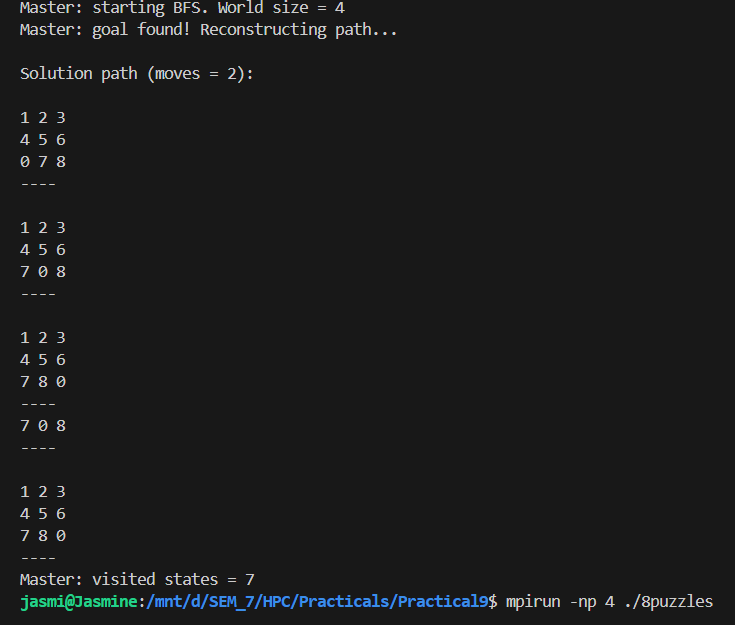 Master: starting BFS. World size = 4
Master: goal found! Reconstructing path...
Solution path (moves = 2):
1 2 3
4 5 6
0 7 8
----
1 2 3
4 5 6
7 0 8
----
1 2 3
4 5 6
7 8 0
----
7 0 8
----
1 2 3
4 5 6
7 8 0
----
Master: visited states = 7
jasmi@Jasmine:/mnt/d/SEM_7/HPC/Practicals/Practical9$ mpirun -np 4 ./8puzzles